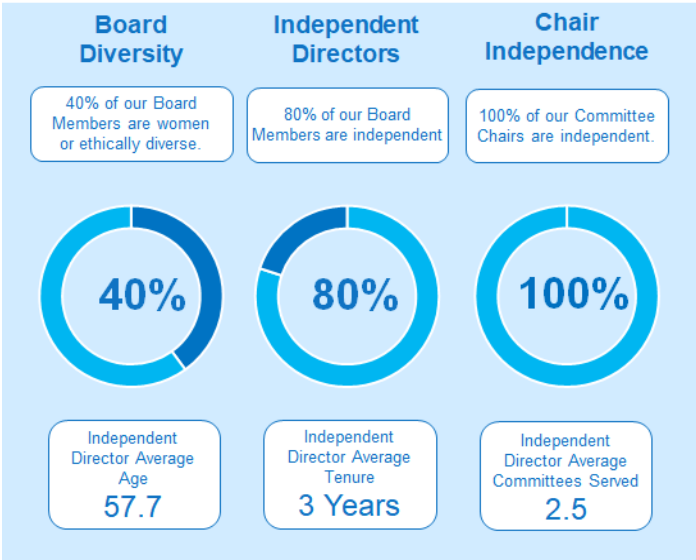 Board
Diversity
Independent
Directors
Chair
Independence
40% of our Board
Members are women
or ethically diverse.
80% of our Board
Members are independent
100% of our Committee
Chairs are independent.
40%
80%
100%
Independent
Director Average
Age
57.7
Independent
Director Average
Tenure
3 Years
Independent
Director Average
Committees Served
2.5